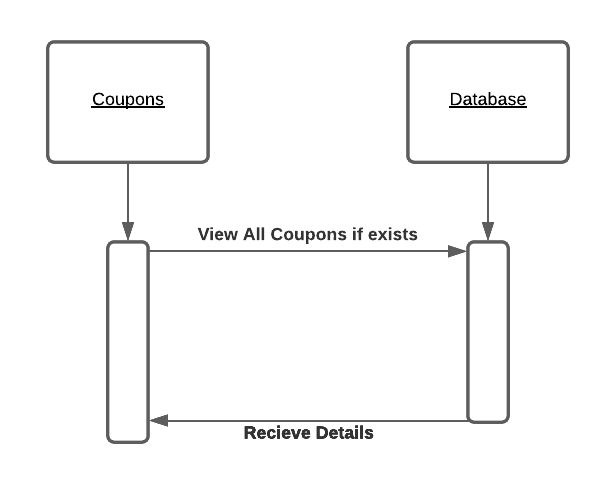 Coupons
Database
View All Coupons if exists
Recieve Details